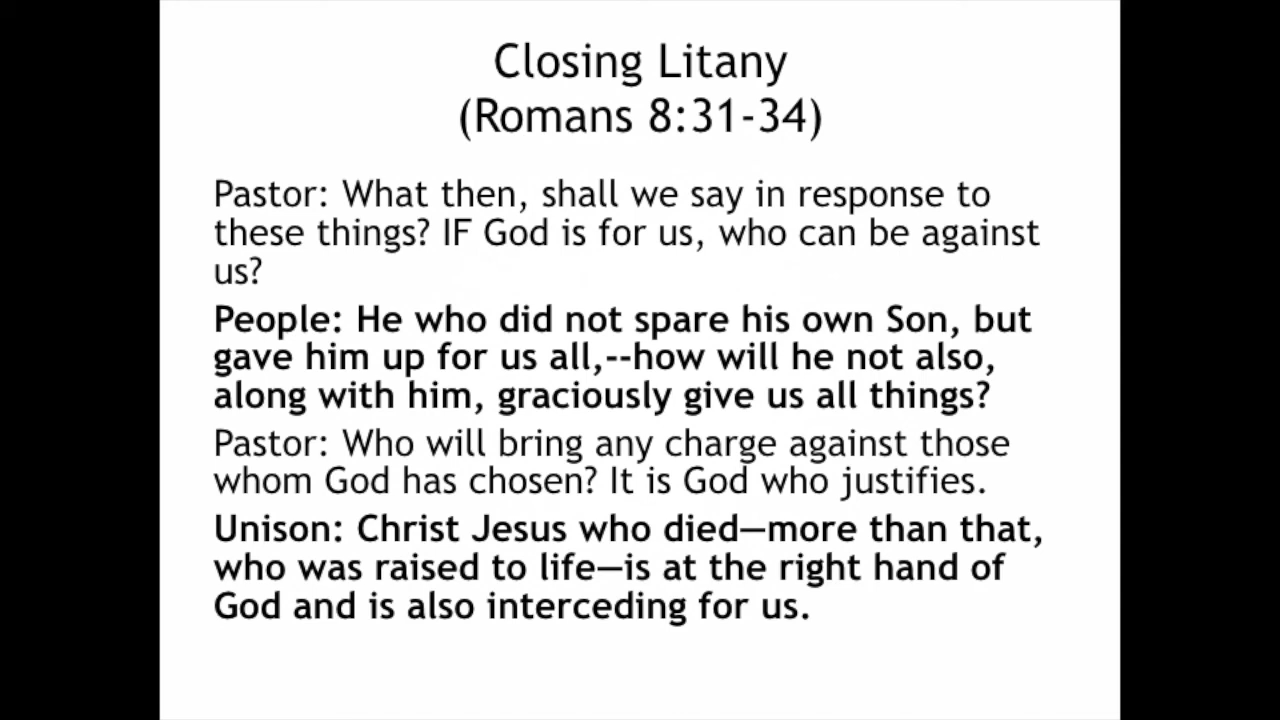 Closing Litany
(Romans 8:31-34)
Pastor: What then, shall we say in response to
these things? IF God is for us, who can be against
us?
People: He who did not spare his own Son, but
gave him up for us all,--how will he not also,
along with him, graciously give us all things?
Pastor: Who will bring any charge against those
whom God has chosen? It is God who justifies.
Unison: Christ Jesus who died—more than that,
who was raised to life—is at the right hand of
God and is also interceding for us.